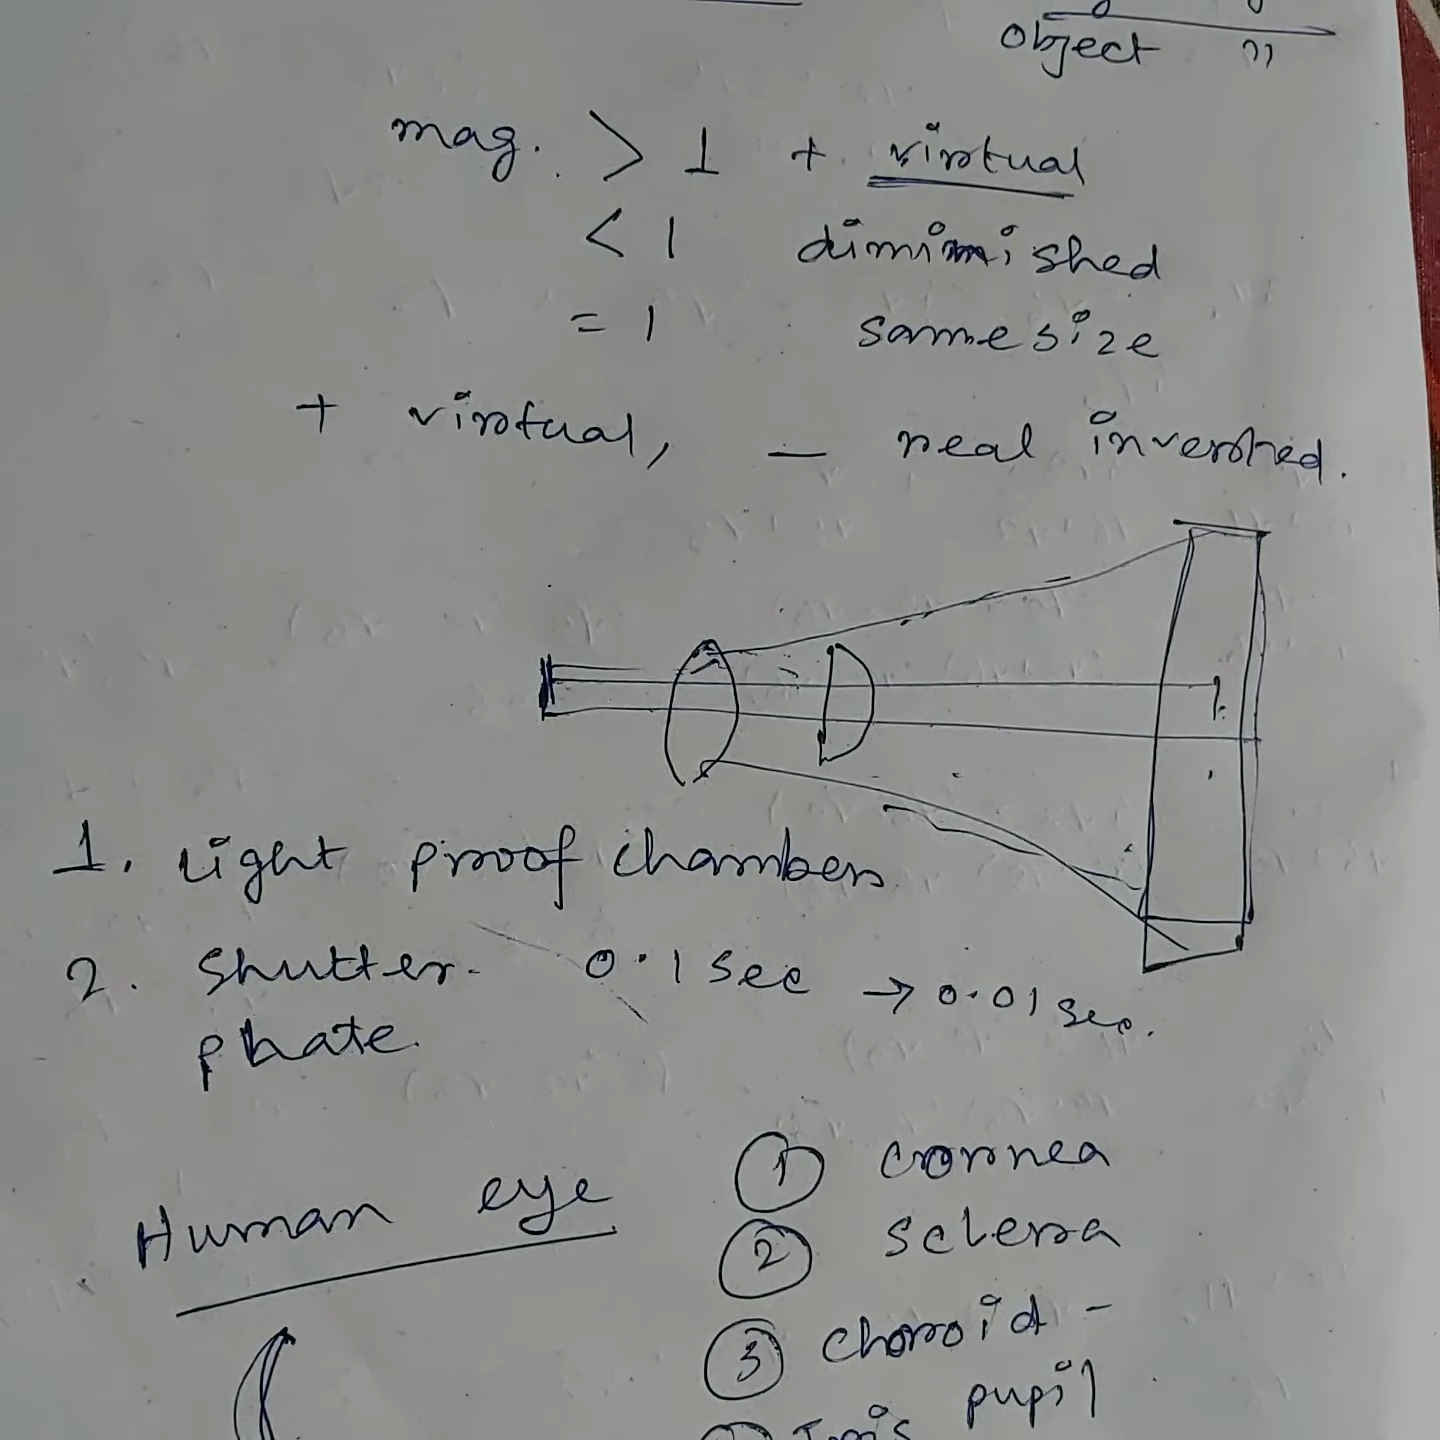 object "
mag. > 1 + virtual
< 1 diminished
= 1 same size
+ virtual, - real inverted.
1. Light proof chamber
2. Shutter - 0.1 sec → 0.01 sec.
plate.
Human eye
① cornea
② sclera
③ choroid -
Iris pupil